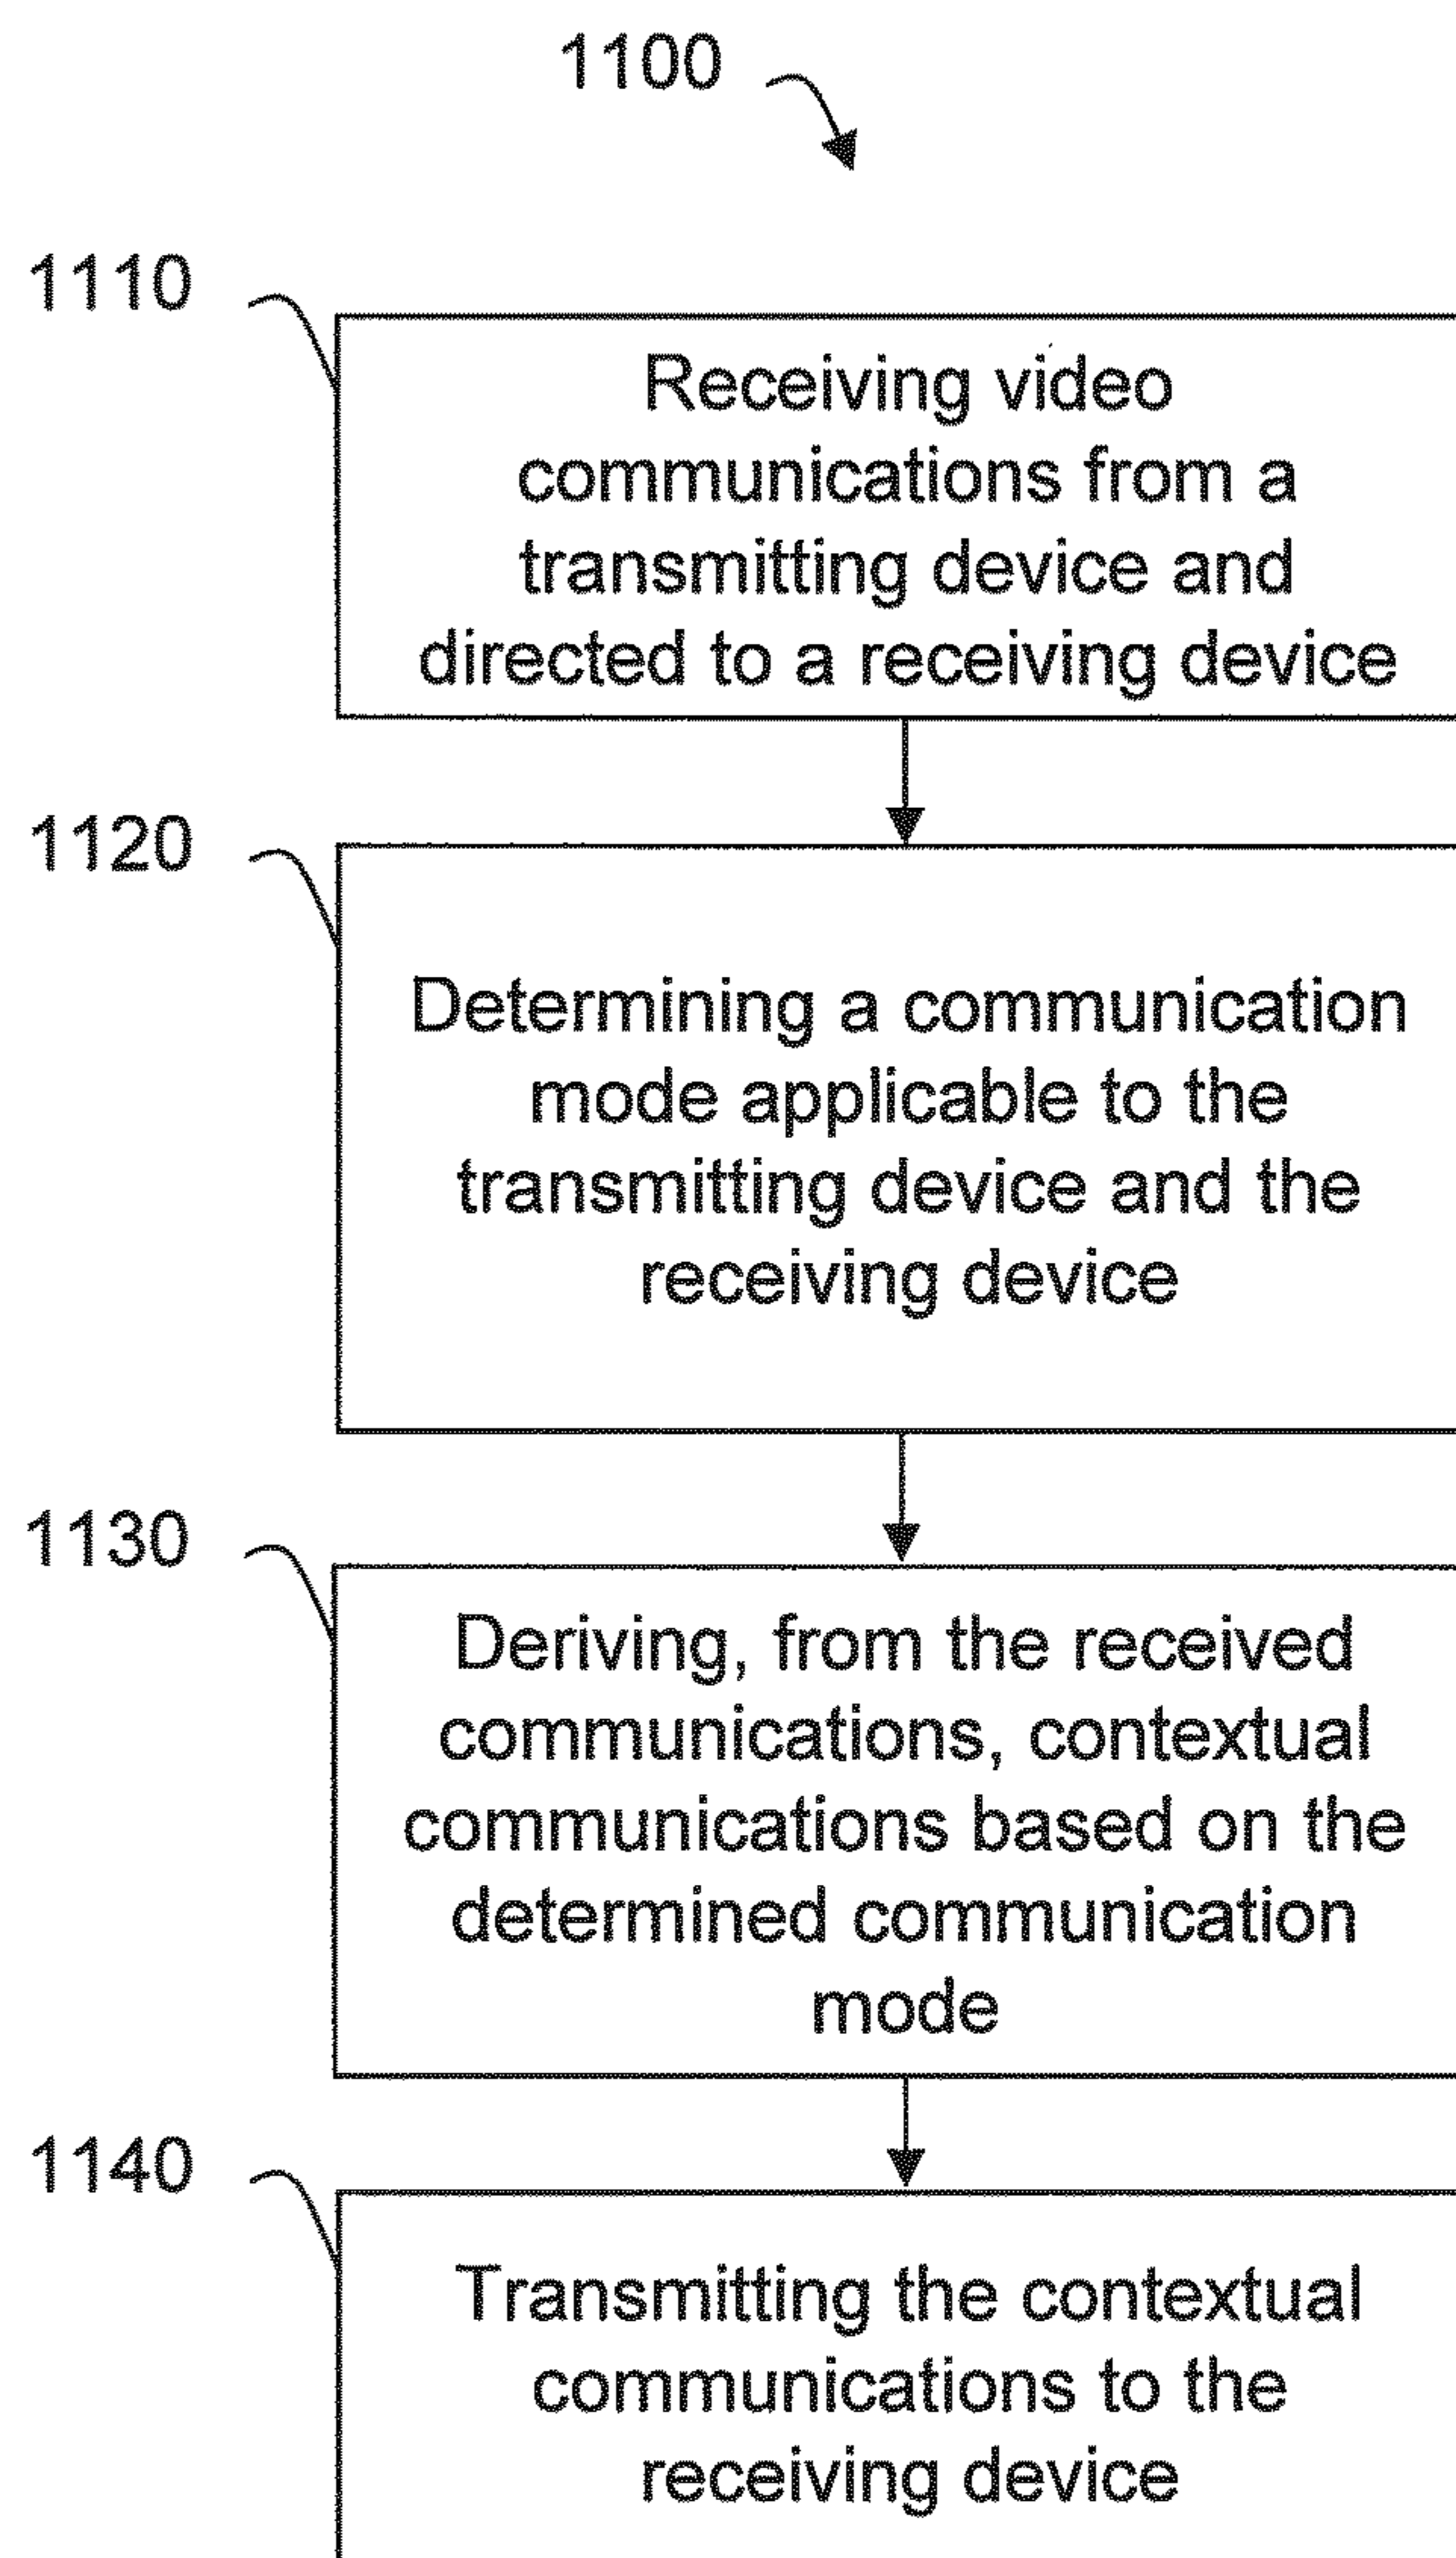 1100
1110
Receiving video
communications from a
transmitting device and
directed to a receiving device
1120
Determining a communication
mode applicable to the
transmitting device and the
receiving device
1130
Deriving, from the received
communications, contextual
communications based on the
determined communication
mode
1140
Transmitting the contextual
communications to the
receiving device